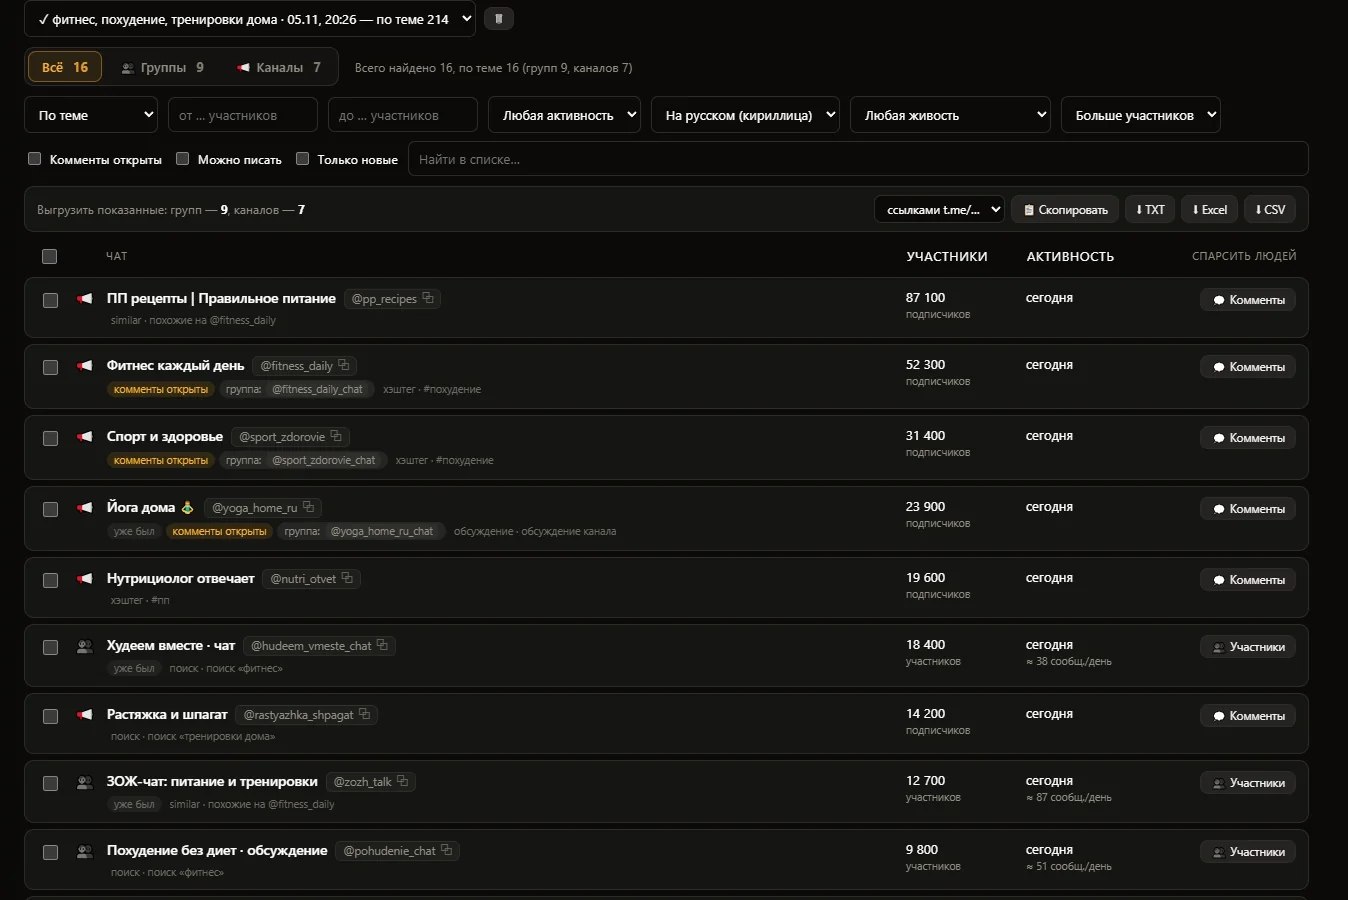 ✓ фитнес, похудение, тренировки дома · 05.11, 20:26 — по теме 214
Всё 16 Группы 9 Каналы 7 Всего найдено 16, по теме 16 (групп 9, каналов 7)
По теме от ... участников до ... участников Любая активность На русском (кириллица) Любая живость Больше участников
Комменты открыты Можно писать Только новые Найти в списке...
Выгрузить показанные: групп — 9, каналов — 7 ссылками t.me/... Скопировать ⬇ TXT ⬇ Excel ⬇ CSV
ЧАТ УЧАСТНИКИ АКТИВНОСТЬ СПАРСИТЬ ЛЮДЕЙ
ПП рецепты | Правильное питание @pp_recipes 87 100 сегодня Комменты
similar · похожие на @fitness_daily подписчиков
Фитнес каждый день @fitness_daily 52 300 сегодня Комменты
комменты открыты группа: @fitness_daily_chat хэштег · #похудение подписчиков
Спорт и здоровье @sport_zdorovie 31 400 сегодня Комменты
комменты открыты группа: @sport_zdorovie_chat хэштег · #похудение подписчиков
Йога дома @yoga_home_ru 23 900 сегодня Комменты
уже был комменты открыты группа: @yoga_home_ru_chat обсуждение · обсуждение канала подписчиков
Нутрициолог отвечает @nutri_otvet 19 600 сегодня Комменты
хэштег · #пп подписчиков
Худеем вместе · чат @hudeem_vmeste_chat 18 400 сегодня Участники
уже был поиск · поиск «фитнес» участников ≈ 38 сообщ./день
Растяжка и шпагат @rastyazhka_shpagat 14 200 сегодня Комменты
поиск · поиск «тренировки дома» подписчиков
ЗОЖ-чат: питание и тренировки @zozh_talk 12 700 сегодня Участники
уже был similar · похожие на @fitness_daily участников ≈ 87 сообщ./день
Похудение без диет · обсуждение @pohudenie_chat 9 800 сегодня Участники
поиск · поиск «фитнес» участников ≈ 51 сообщ./день